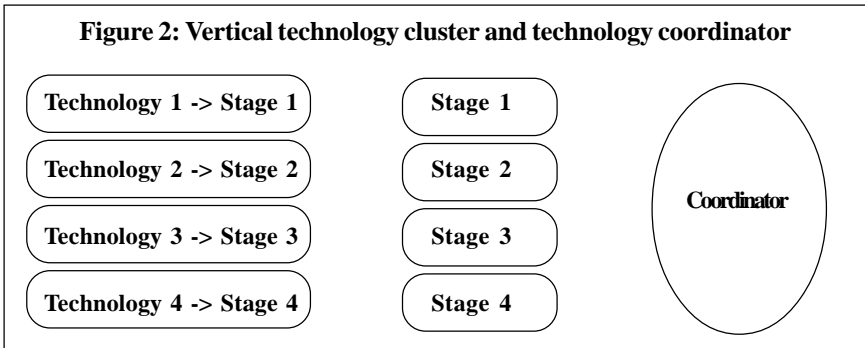 Figure 2: Vertical technology cluster and technology coordinator
Technology 1 -> Stage 1
Stage 1
Technology 2 -> Stage 2
Stage 2
Coordinator
Technology 3 -> Stage 3
Stage 3
Technology 4 -> Stage 4
Stage 4